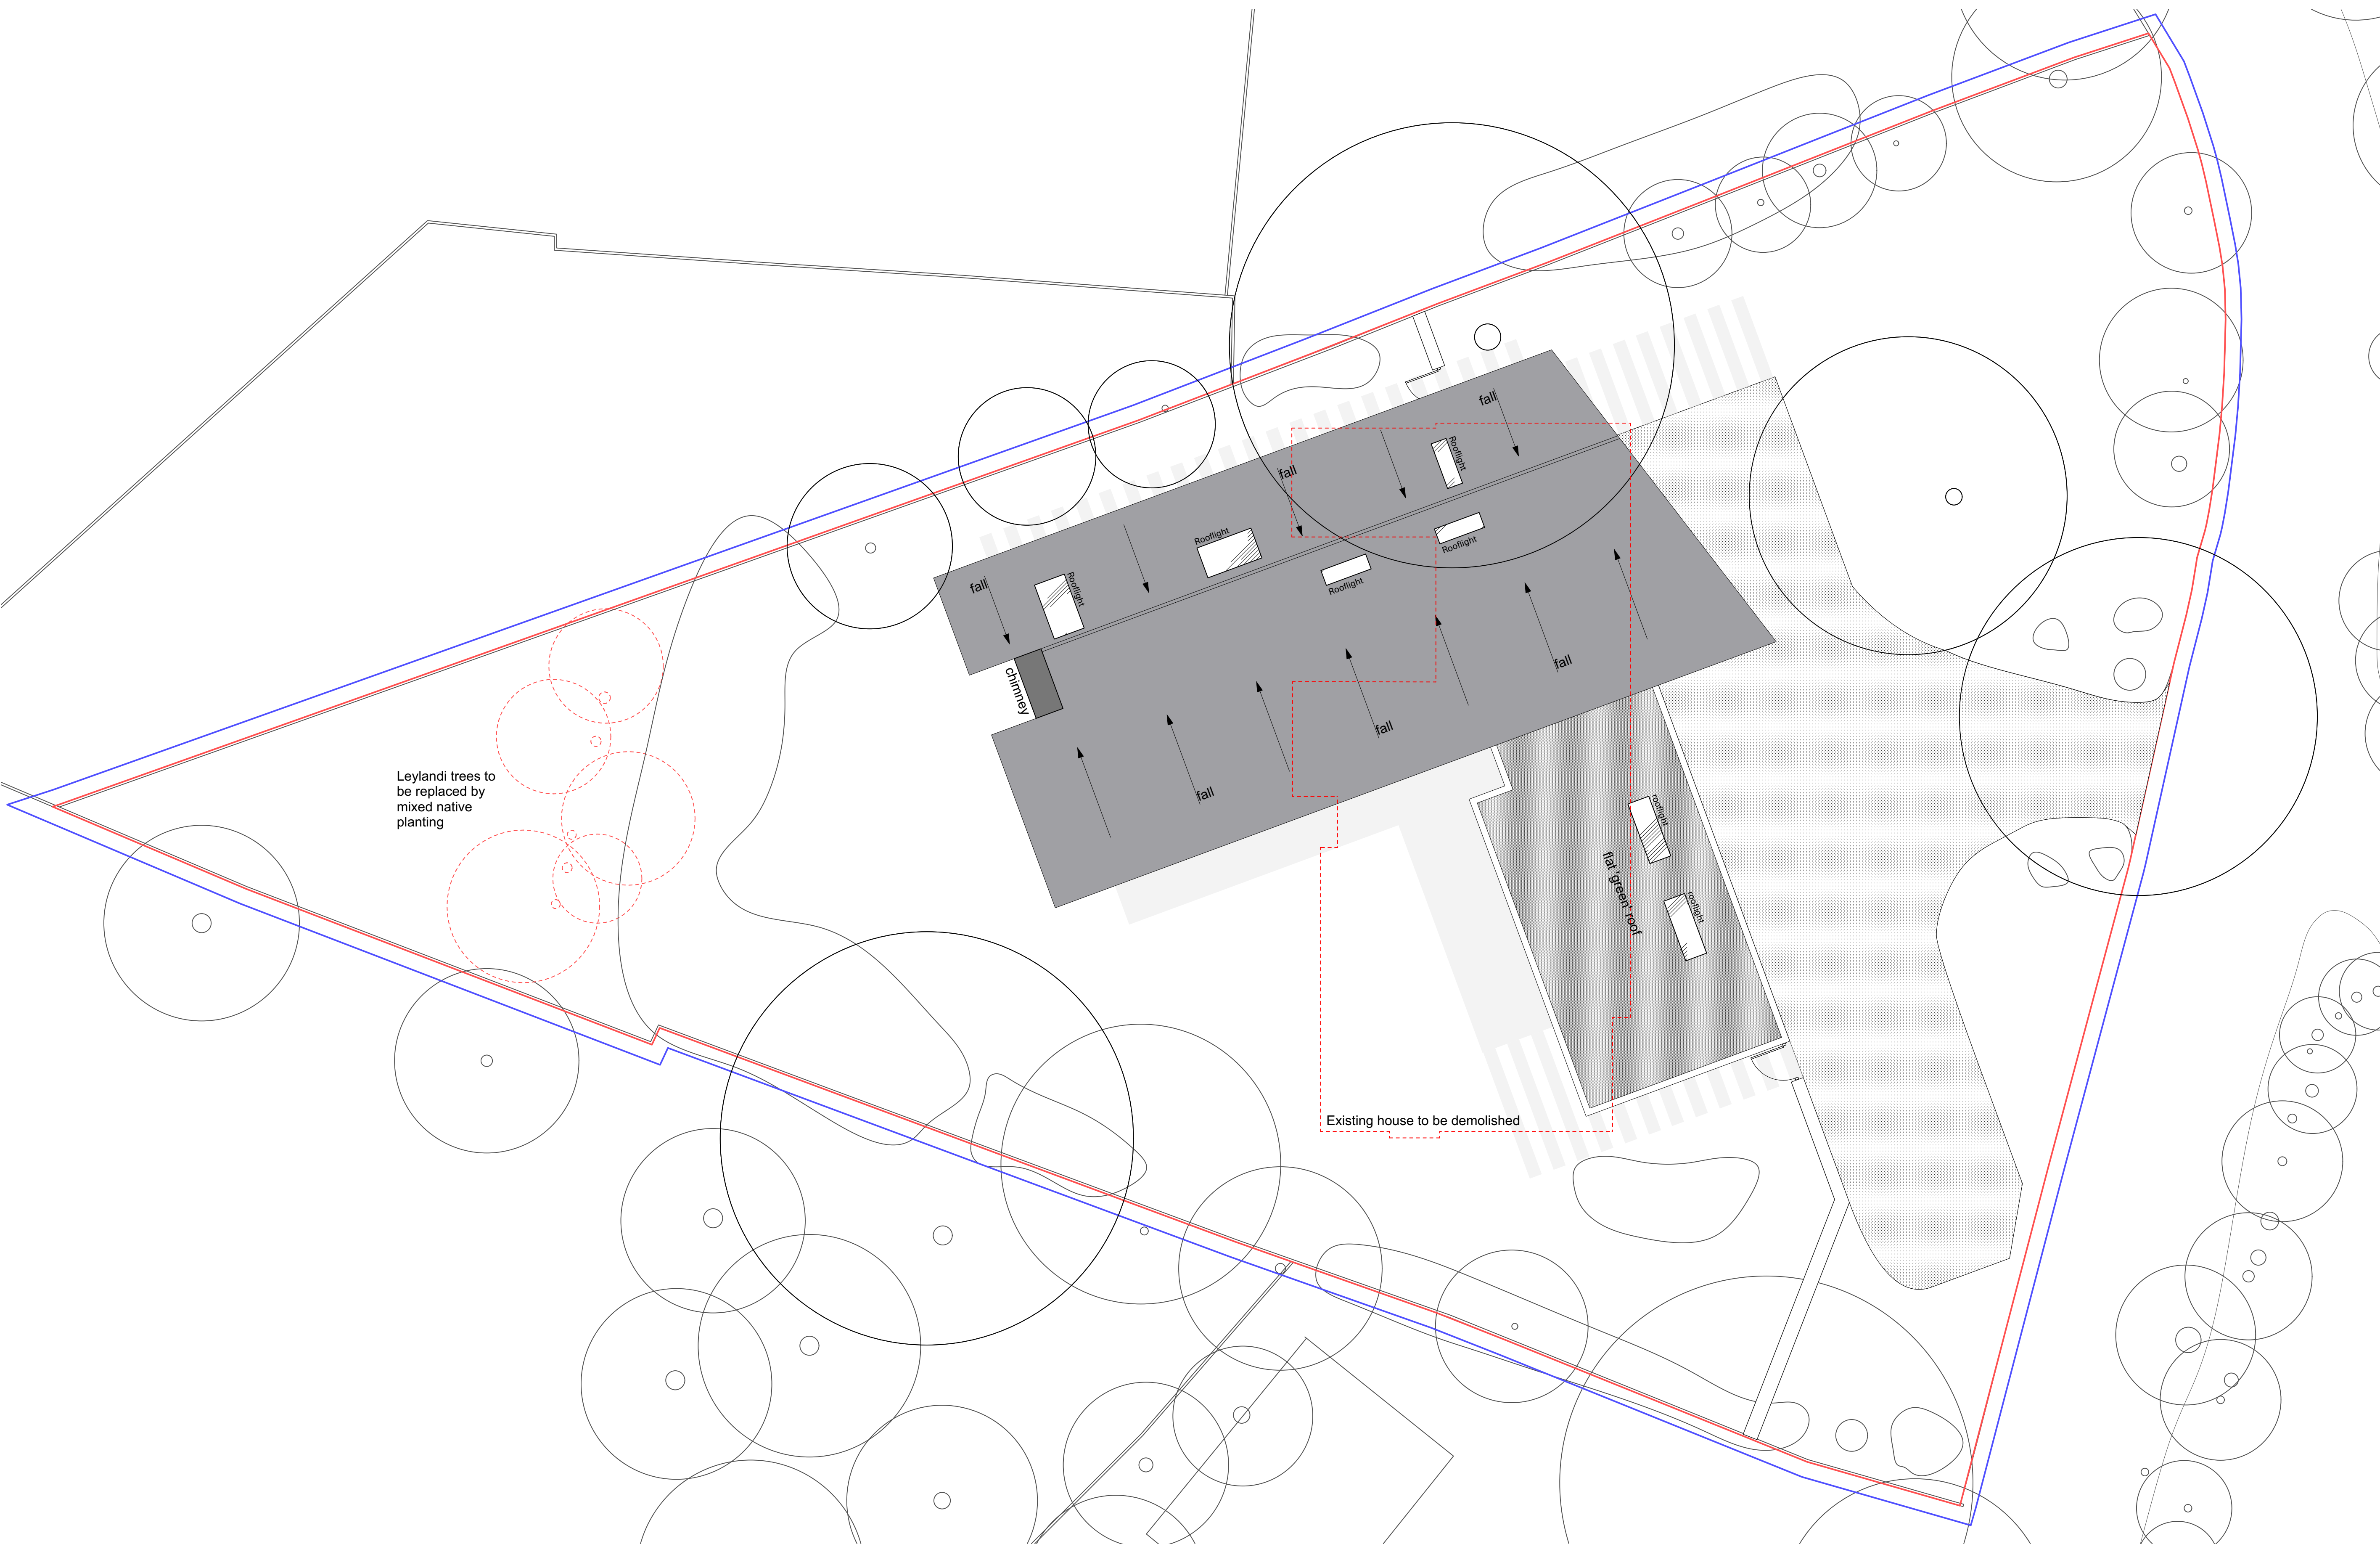 fall
fall
Rooflight
Rooflight
fall
Rooflight
Rooflight
Rooflight
fall
chimney
fall
fall
Leylandi trees to
be replaced by
mixed native
planting
rooflight
flat 'green' roof
rooflight
Existing house to be demolished